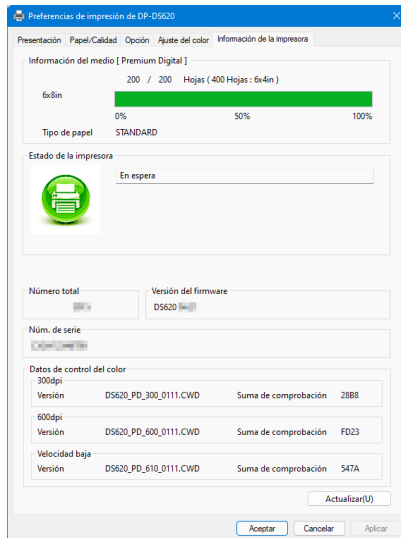 Preferencias de impresión de DP-DS620
Presentación Papel/Calidad Opción Ajuste del color Información de la impresora
Información del medio [ Premium Digital ]
200 / 200 Hojas ( 400 Hojas : 6x4in )
6x8in
0% 50% 100%
Tipo de papel STANDARD
Estado de la impresora
En espera
Número total Versión del firmware
DS620
Núm. de serie
Datos de control del color
300dpi
Versión DS620_PD_300_0111.CWD Suma de comprobación 28B8
600dpi
Versión DS620_PD_600_0111.CWD Suma de comprobación FD23
Velocidad baja
Versión DS620_PD_610_0111.CWD Suma de comprobación 547A
Actualizar(U)
Aceptar Cancelar Aplicar